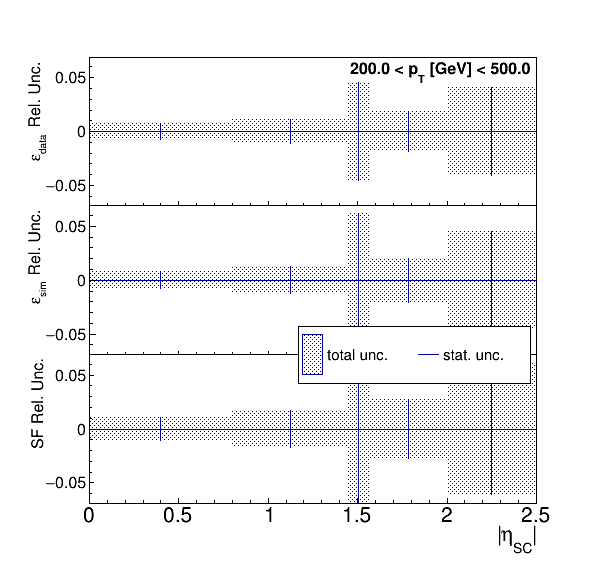 200.0 < p_T [GeV] < 500.0
ε_data Rel. Unc.
0.05
0
−0.05
ε_sim Rel. Unc.
0.05
0
−0.05
total unc. stat. unc.
SF Rel. Unc.
0.05
0
−0.05
0 0.5 1 1.5 2 2.5
|η_SC|